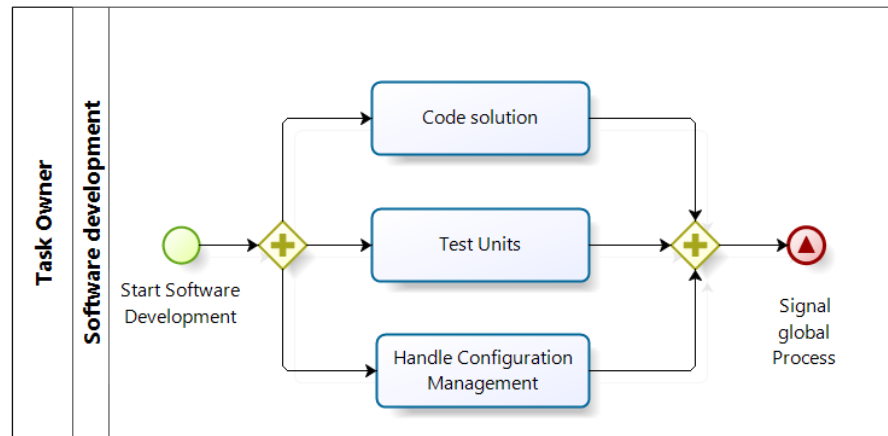 Task Owner
Software development
Start Software
Development
Code solution
Test Units
Handle Configuration
Management
Signal
global
Process